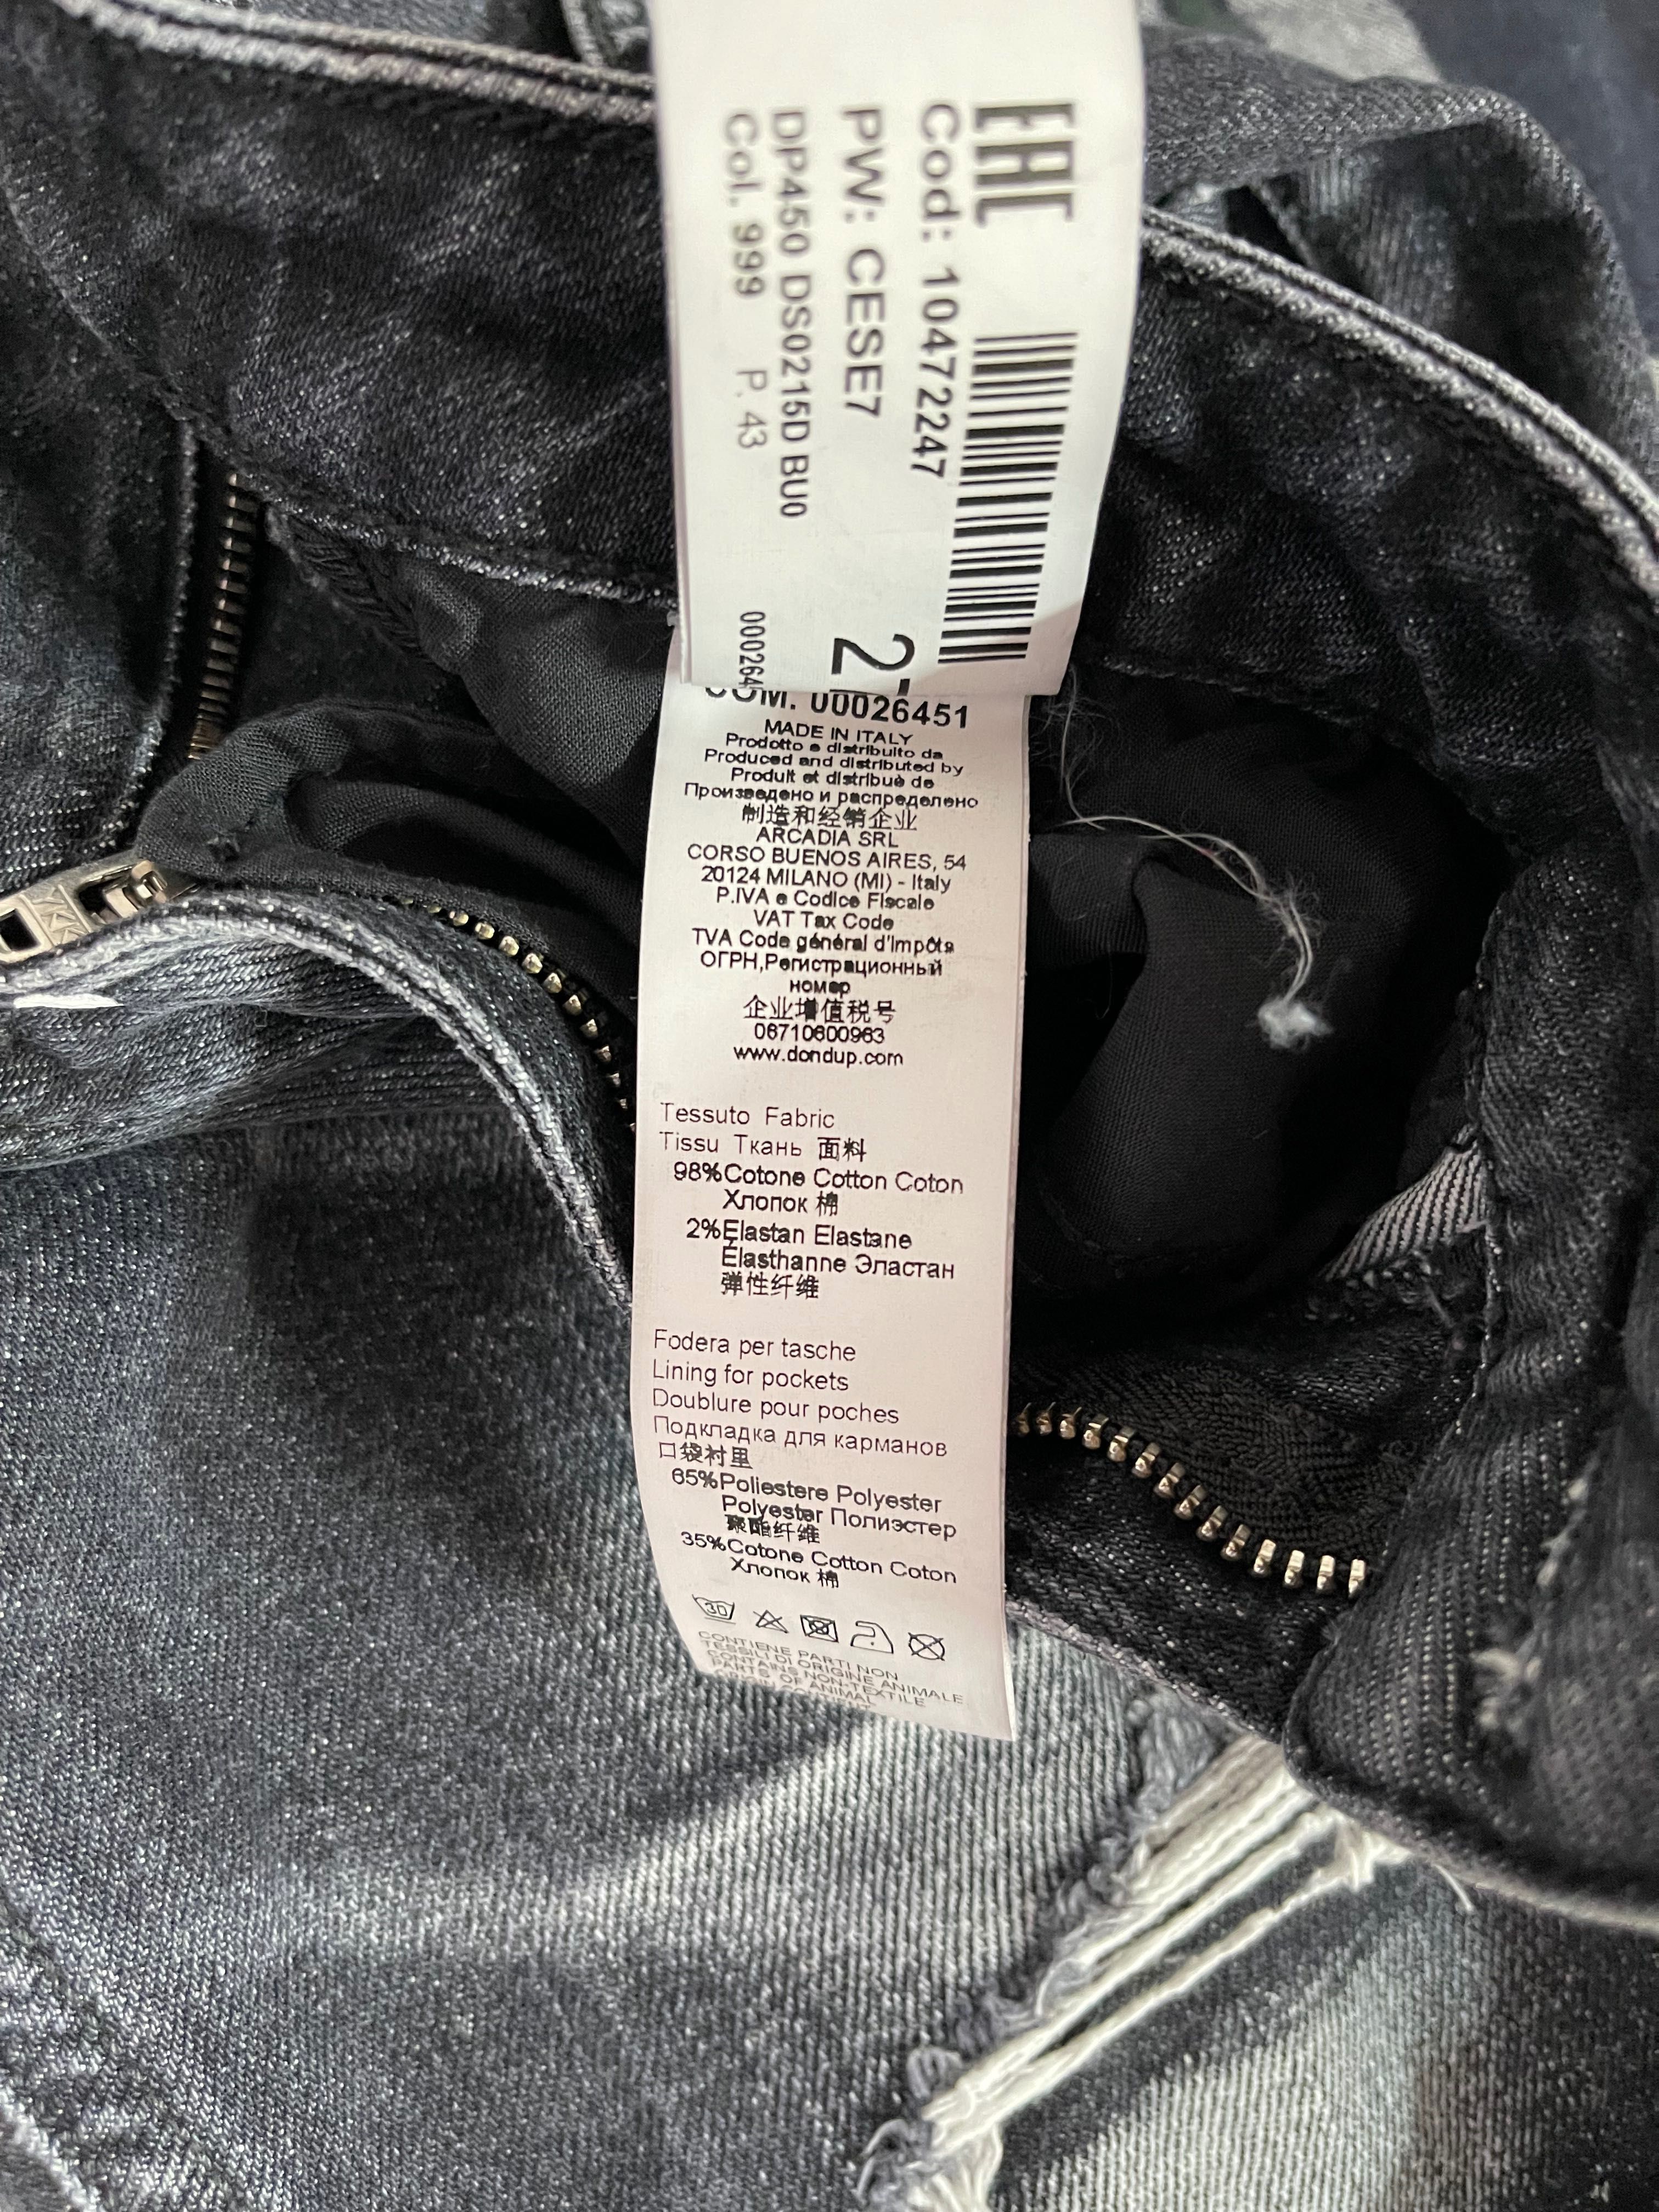 EAC
Cod: 10472247
PW: CESE7
DP450 DS0215D BU0
Col. 999 P. 43
COM. 00026451
MADE IN ITALY
Prodotto e distribuito da
Produced and distributed by
Produit et distribuè de
Произведено и распределено
制造和经销企业
ARCADIA SRL
CORSO BUENOS AIRES, 54
20124 MILANO (MI) - Italy
P.IVA e Codice Fiscale
VAT Tax Code
TVA Code général d'impôts
ОГРН,Регистрационный
номер
企业增值税号
06710600963
www.dondup.com
Tessuto Fabric
Tissu Ткань 面料
98%Cotone Cotton Coton
Хлопок 棉
2%Elastan Elastane
Élasthanne Эластан
弹性纤维
Fodera per tasche
Lining for pockets
Doublure pour poches
Подкладка для карманов
口袋衬里
65%Poliestere Polyester
Polyester Полиэстер
聚酯纤维
35%Cotone Cotton Coton
Хлопок 棉
30
CONTIENE PARTI NON
TESSILI DI ORIGINE ANIMALE
CONTAINS NON-TEXTILE
PARTS OF ANIMAL